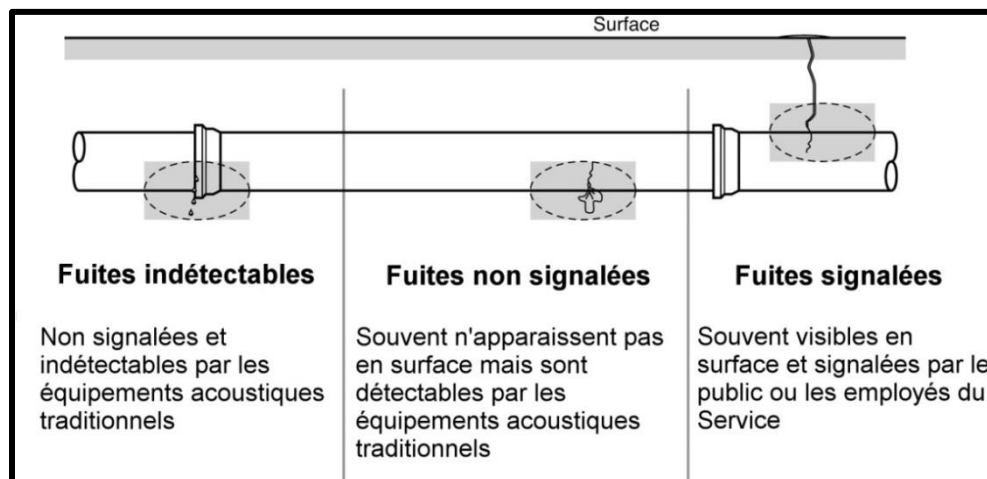 Surface
Fuites indétectables
Non signalées et
indétectables par les
équipements acoustiques
traditionnels
Fuites non signalées
Souvent n'apparaissent pas
en surface mais sont
détectables par les
équipements acoustiques
traditionnels
Fuites signalées
Souvent visibles en
surface et signalées par le
public ou les employés du
Service